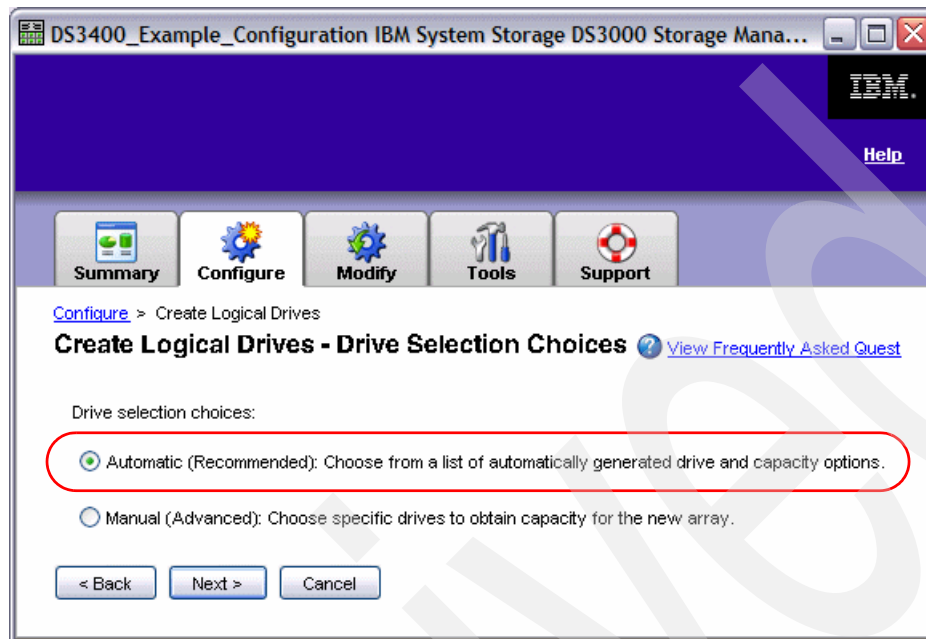 DS3400_Example_Configuration IBM System Storage DS3000 Storage Mana...
IBM.
Help
Summary
Configure
Modify
Tools
Support
Configure > Create Logical Drives
Create Logical Drives - Drive Selection Choices ? View Frequently Asked Quest
Drive selection choices:
Automatic (Recommended): Choose from a list of automatically generated drive and capacity options.
Manual (Advanced): Choose specific drives to obtain capacity for the new array.
< Back
Next >
Cancel